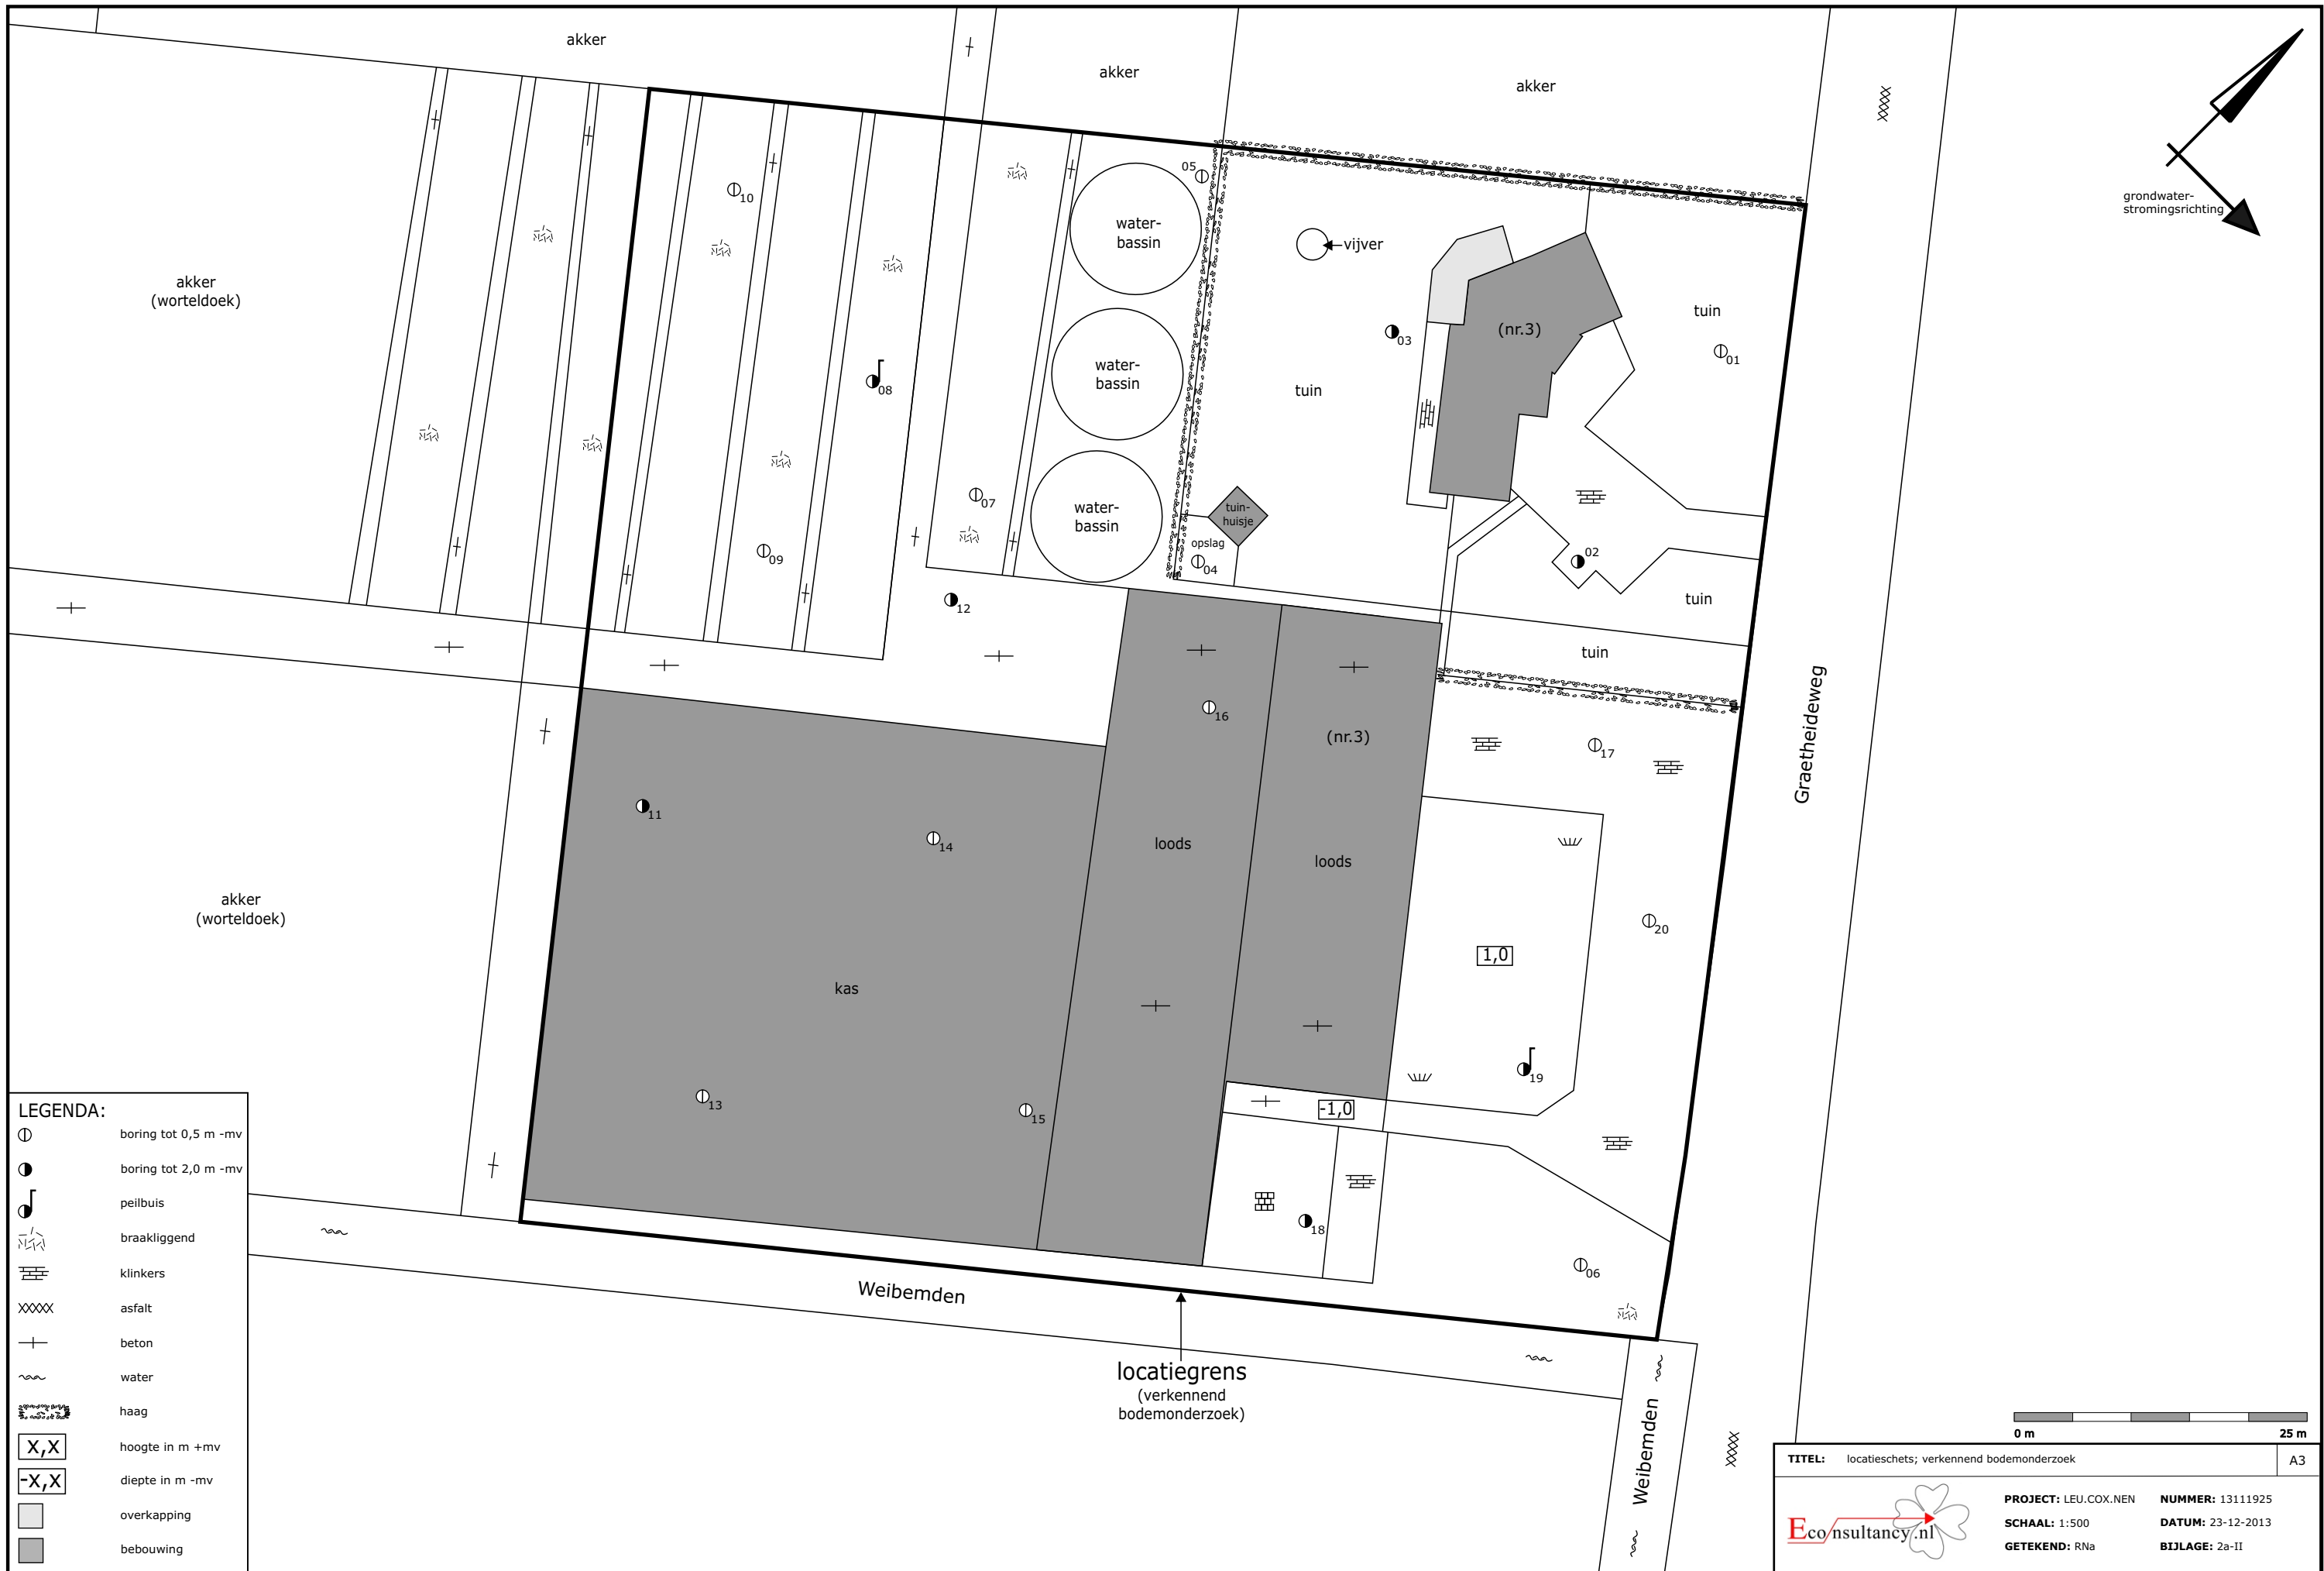 akker
akker
akker
grondwater-
stromingsrichting
10
05
water-
bassin
vijver
akker
(worteldoek)
tuin
(nr.3)
03
01
08
water-
bassin
tuin
07
water-
bassin
tuin-
huisje
opslag
04
09
02
12
tuin
tuin
16
(nr.3)
17
Graetheideweg
11
14
loods
loods
akker
(worteldoek)
20
1,0
kas
19
13
15
-1,0
18
06
Weibemden
locatiegrens
(verkennend
bodemonderzoek)
Weibemden
LEGENDA:
boring tot 0,5 m -mv
boring tot 2,0 m -mv
peilbuis
braakliggend
klinkers
asfalt
beton
water
haag
x,x hoogte in m +mv
-x,x diepte in m -mv
overkapping
bebouwing
0 m 25 m
TITEL: locatieschets; verkennend bodemonderzoek A3
Econsultancy.nl
PROJECT: LEU.COX.NEN NUMMER: 13111925
SCHAAL: 1:500 DATUM: 23-12-2013
GETEKEND: RNa BIJLAGE: 2a-II